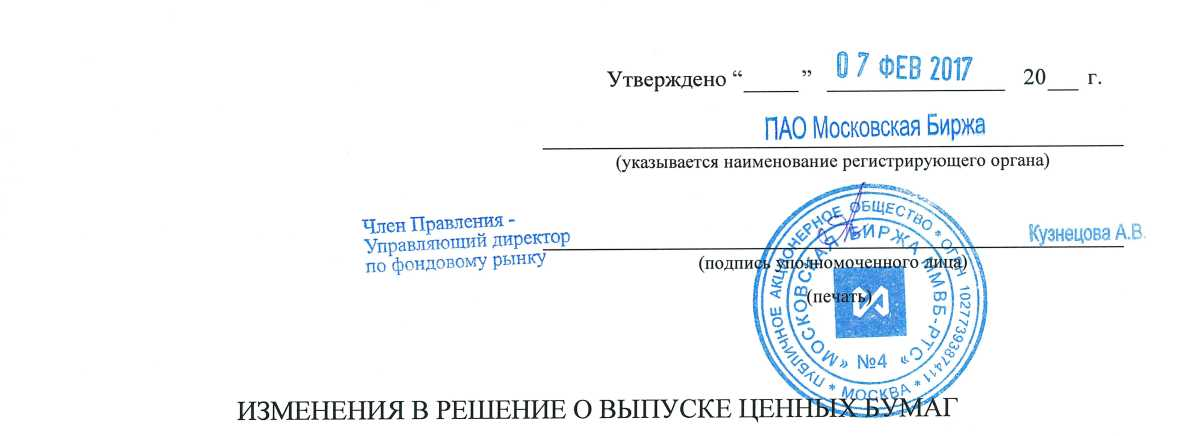 Утверждено “_____” 07 ФЕВ 2017 20___ г.
ПАО Московская Биржа
(указывается наименование регистрирующего органа)
Член Правления -
Управляющий директор
по фондовому рынку
Кузнецова А.В.
(подпись уполномоченного лица)
(печать)
ПУБЛИЧНОЕ АКЦИОНЕРНОЕ ОБЩЕСТВО * ОГРН 1027739387411 * МОСКВА *
«МОСКОВСКАЯ БИРЖА ММВБ-РТС»
№4
ИЗМЕНЕНИЯ В РЕШЕНИЕ О ВЫПУСКЕ ЦЕННЫХ БУМАГ